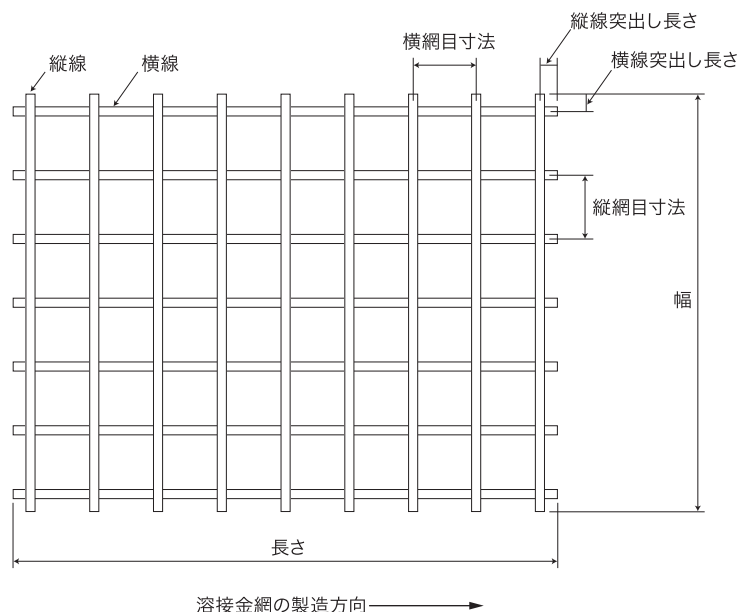 縦線突出し長さ
横網目寸法
横線突出し長さ
縦線
横線
縦網目寸法
幅
長さ
溶接金網の製造方向